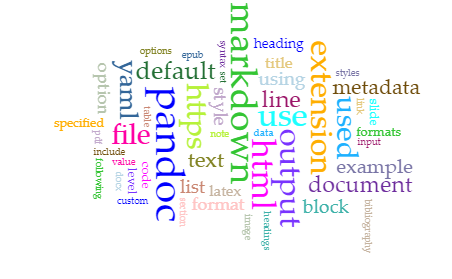 markdown
options
epub
syntax
set
heading
option
yaml
default
title
extension
styles
style
using
metadata
https
pandoc
line
link
slide
use
used
table
specified
pdf
file
note
data
formats
input
include
text
html
output
following
value
code
example
docx
level
list
latex
document
custom
section
format
block
image
headings
bibliography